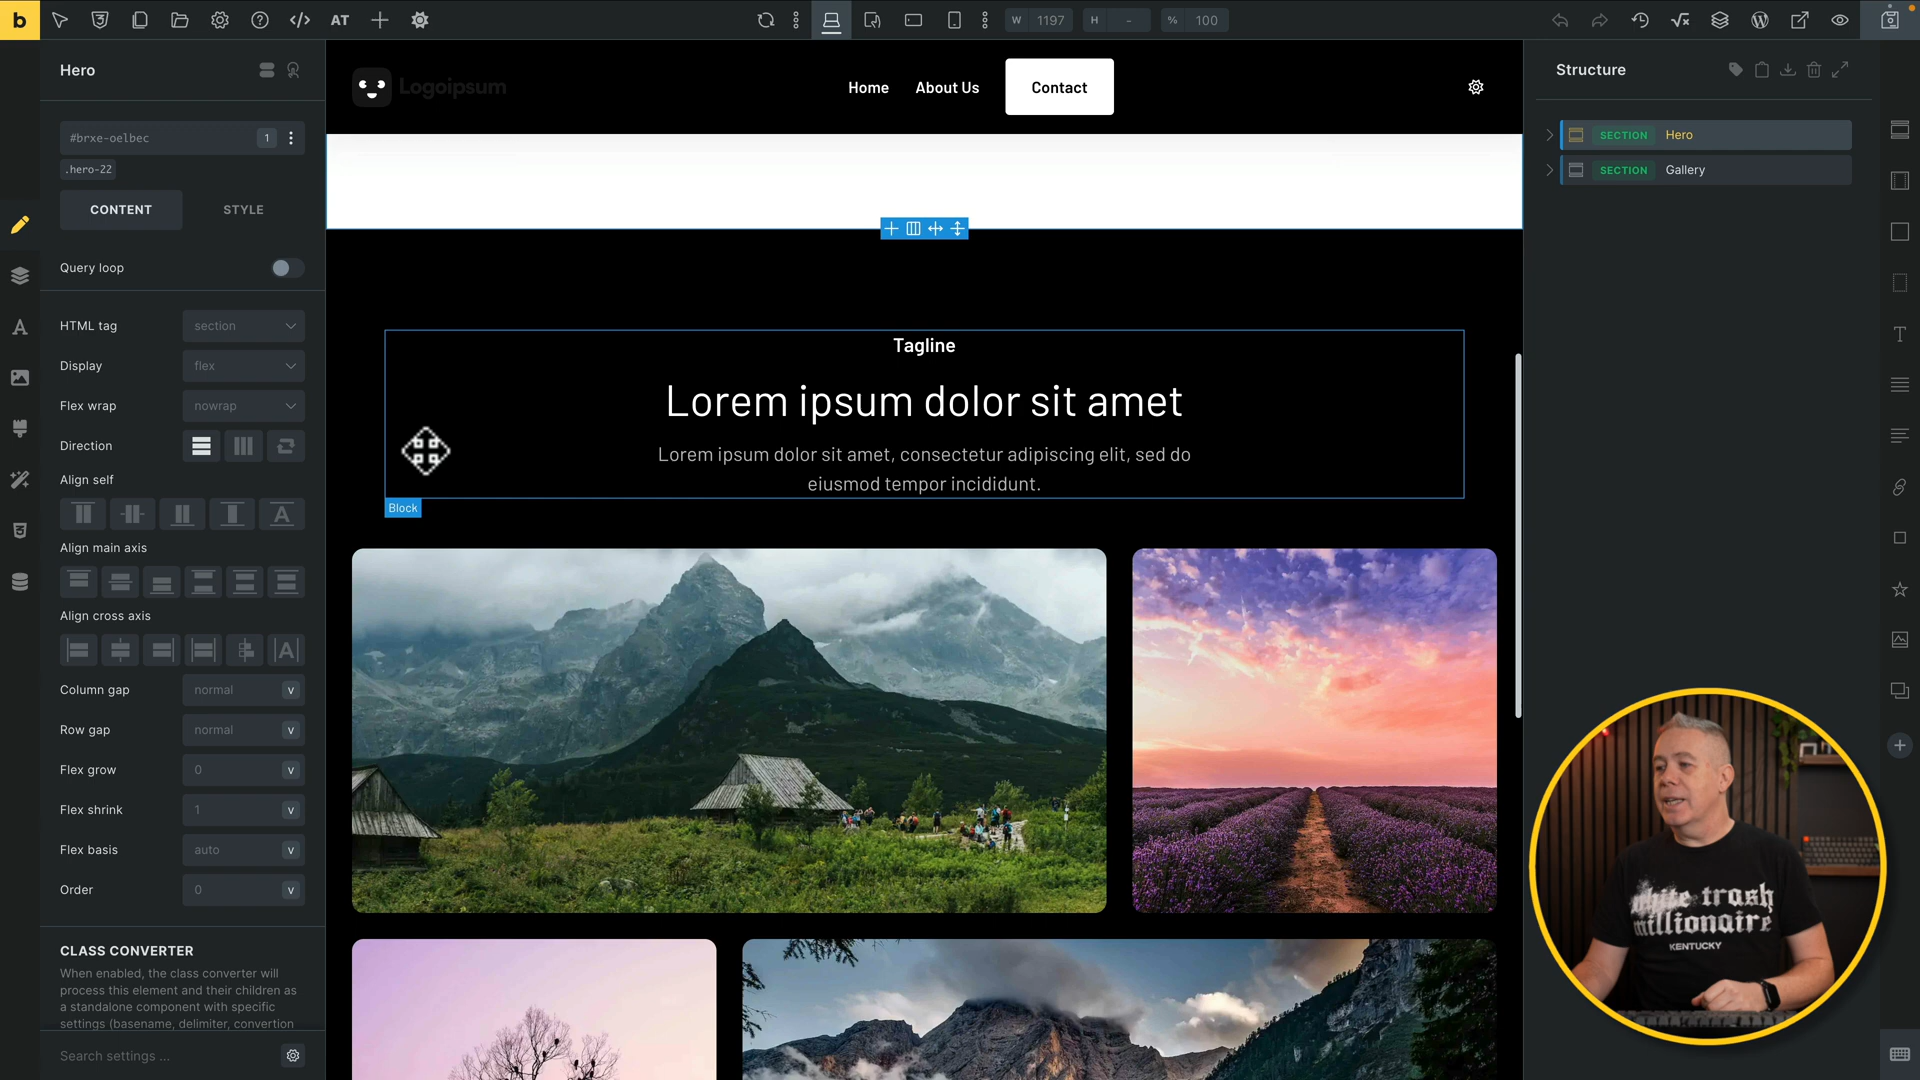 b
AT
W 1197
H -
% 100
Hero
#brxe-oelbec
1
.hero-22
CONTENT
STYLE
Query loop
HTML tag
section
Display
flex
Flex wrap
nowrap
Direction
Align self
Align main axis
Align cross axis
Column gap
normal
v
Row gap
normal
v
Flex grow
0
v
Flex shrink
1
v
Flex basis
auto
v
Order
0
v
CLASS CONVERTER
When enabled, the class converter will
process this element and their children as
a standalone component with specific
settings (basename, delimiter, convertion
Search settings ...
Logoipsum
Home
About Us
Contact
Tagline
Lorem ipsum dolor sit amet
Lorem ipsum dolor sit amet, consectetur adipiscing elit, sed do
eiusmod tempor incididunt.
Block
Structure
SECTION
Hero
SECTION
Gallery
white trash
millionaire
KENTUCKY